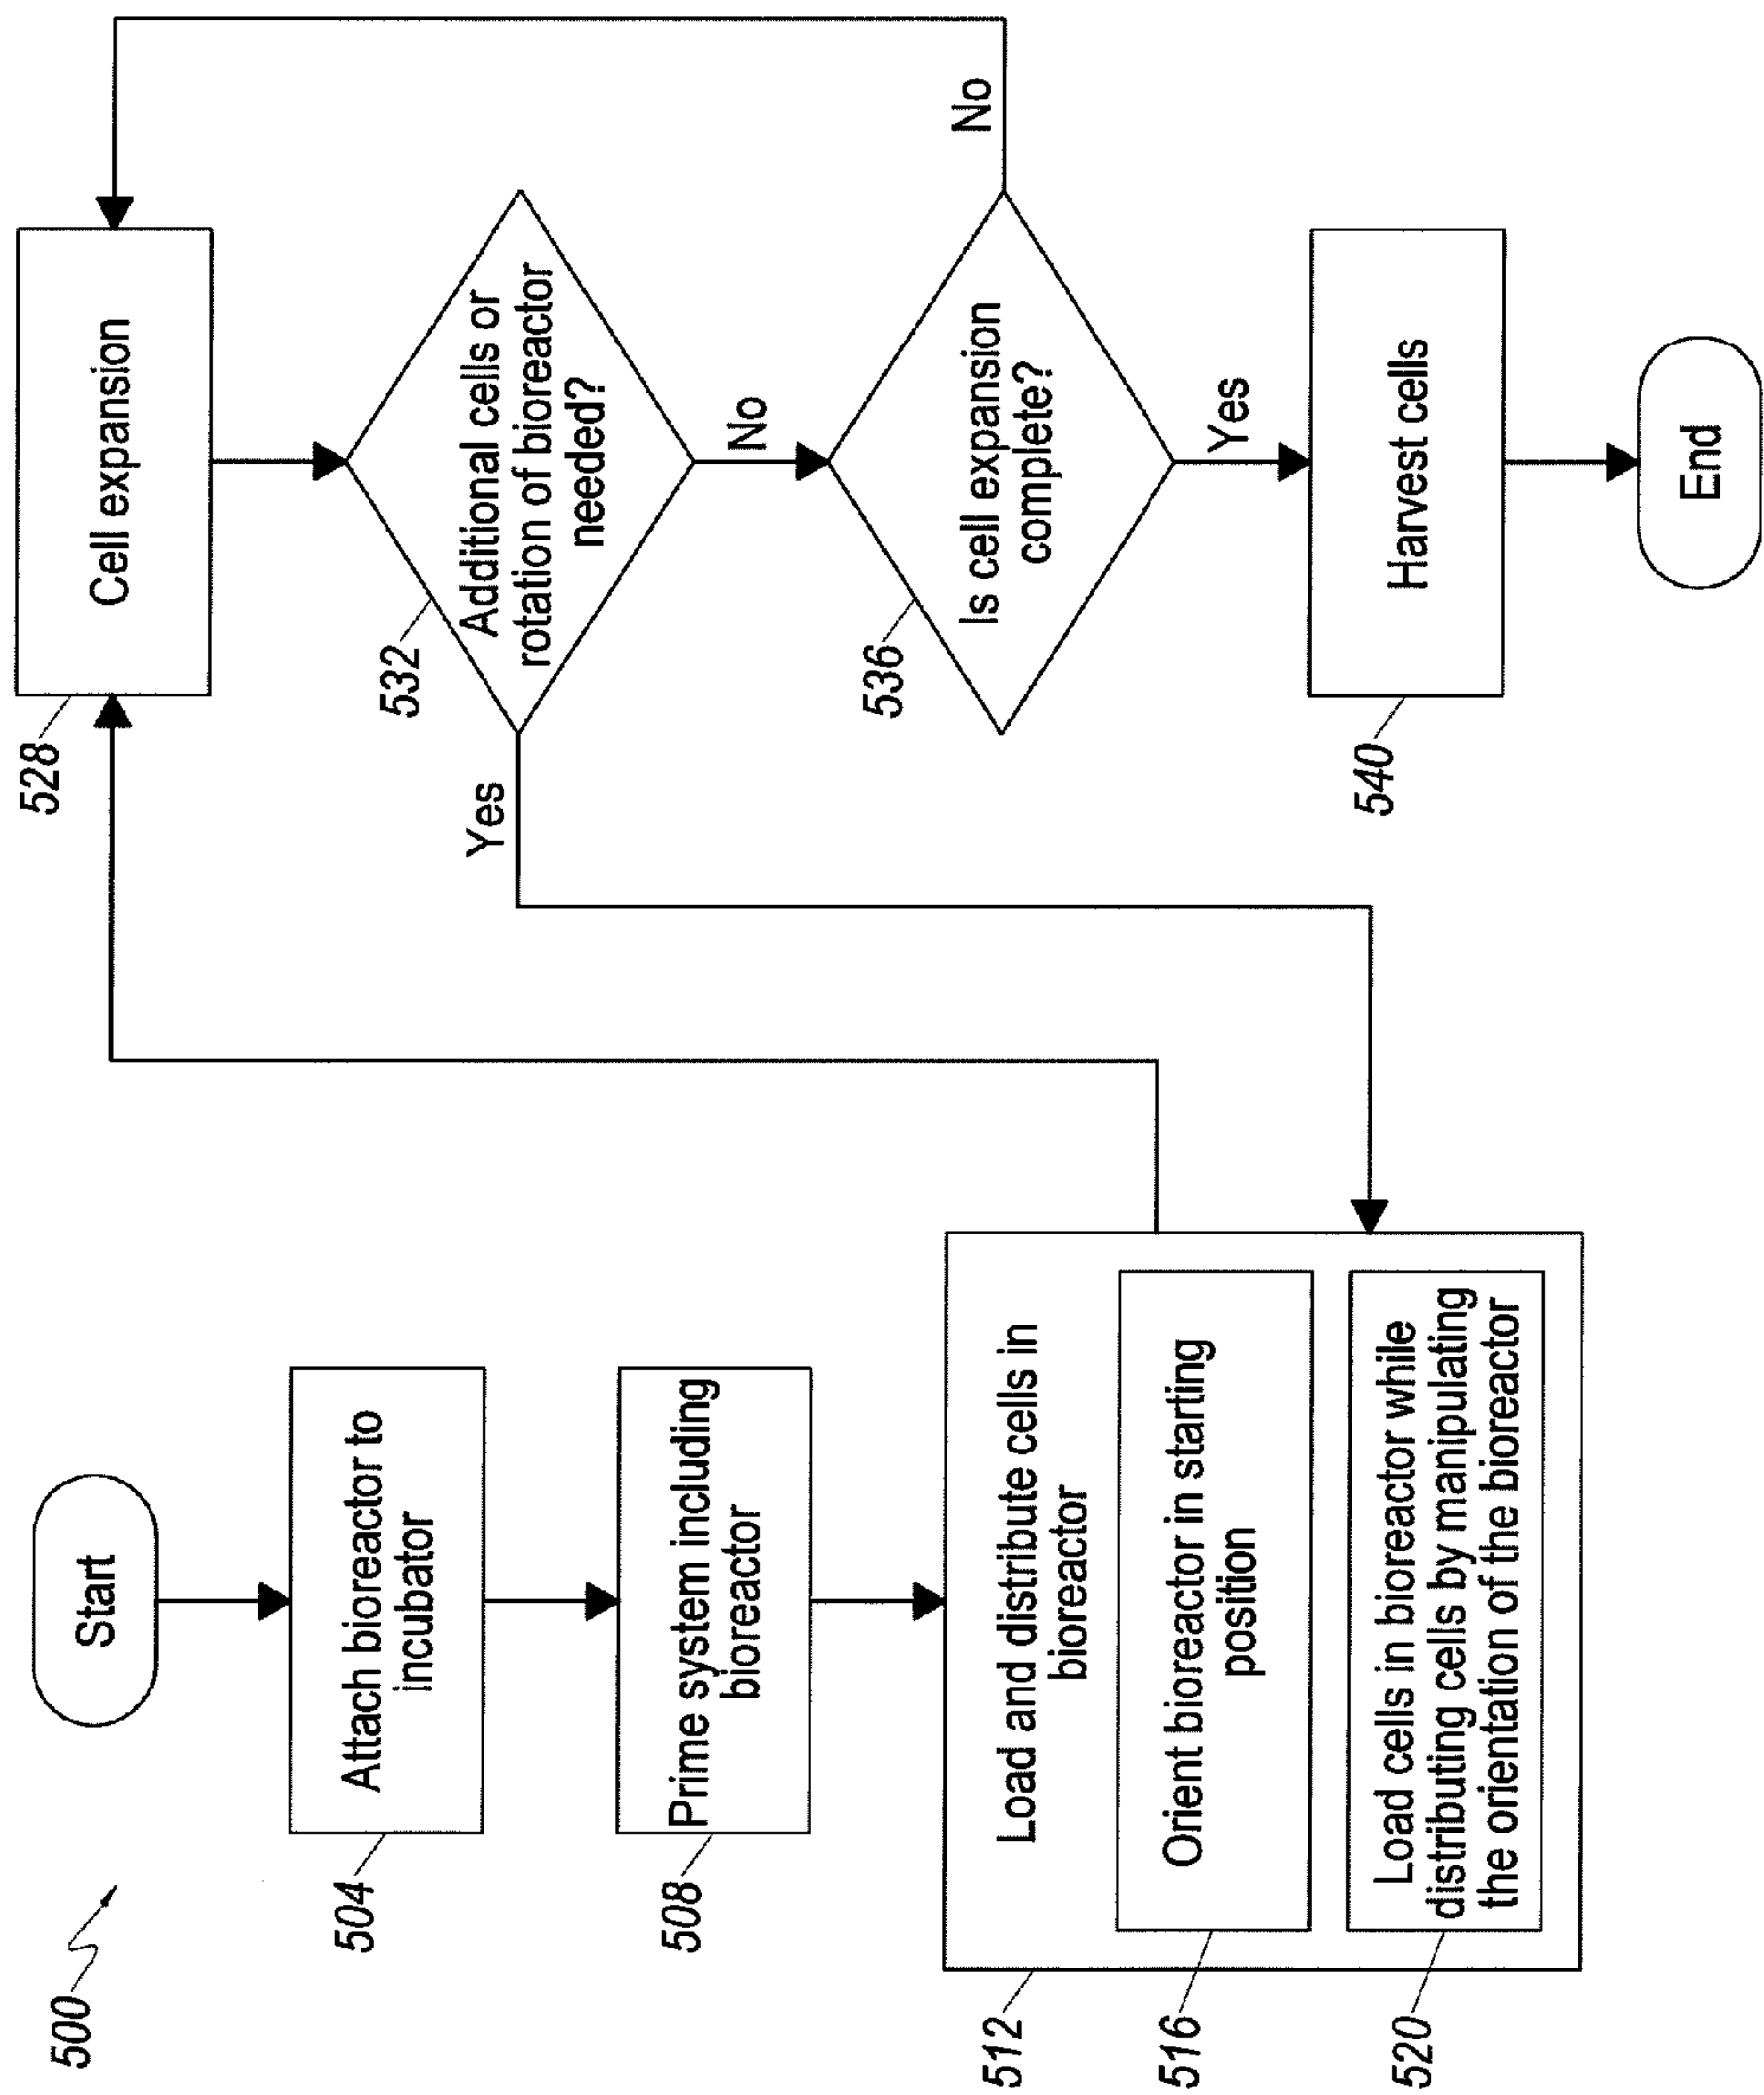 500
Start
504
Attach bioreactor to
incubator
508
Prime system including
bioreactor
512
Load and distribute cells in
bioreactor
516
Orient bioreactor in starting
position
520
Load cells in bioreactor while
distributing cells by manipulating
the orientation of the bioreactor
528
Cell expansion
532
Additional cells or
rotation of bioreactor
needed?
Yes
No
536
Is cell expansion
complete?
No
Yes
540
Harvest cells
End